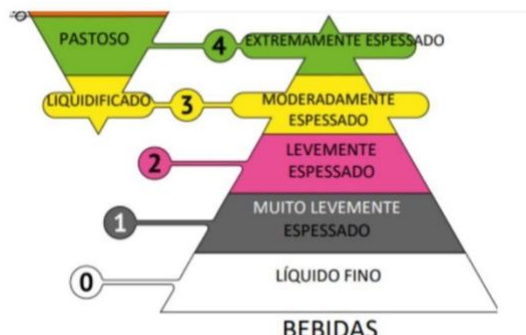 PASTOSO
4
EXTREMAMENTE ESPESSADO
LIQUIDIFICADO
3
MODERADAMENTE
ESPESSADO
2
LEVEMENTE
ESPESSADO
1
MUITO LEVEMENTE
ESPESSADO
0
LÍQUIDO FINO
BEBIDAS